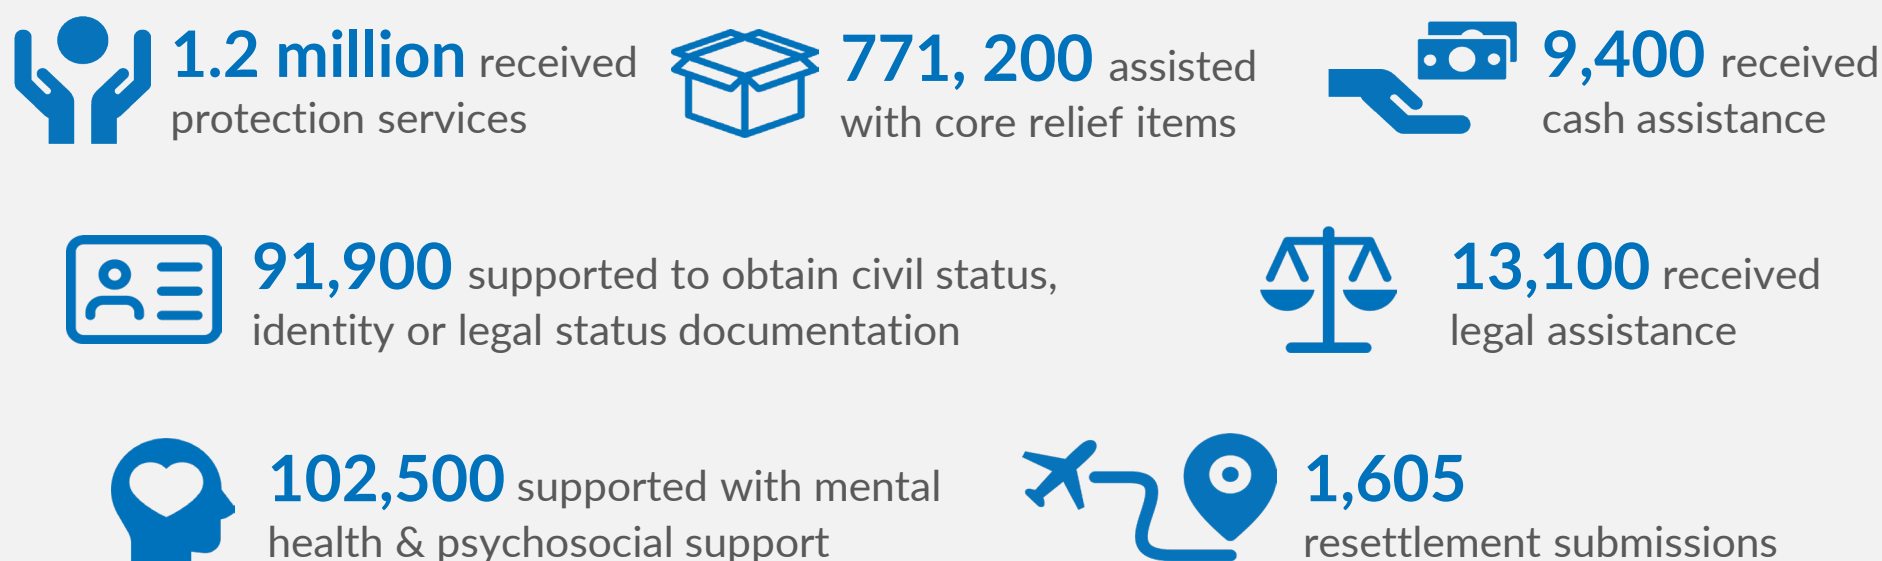 1.2 million received
protection services
771, 200 assisted
with core relief items
9,400 received
cash assistance
91,900 supported to obtain civil status,
identity or legal status documentation
13,100 received
legal assistance
102,500 supported with mental
health & psychosocial support
1,605
resettlement submissions